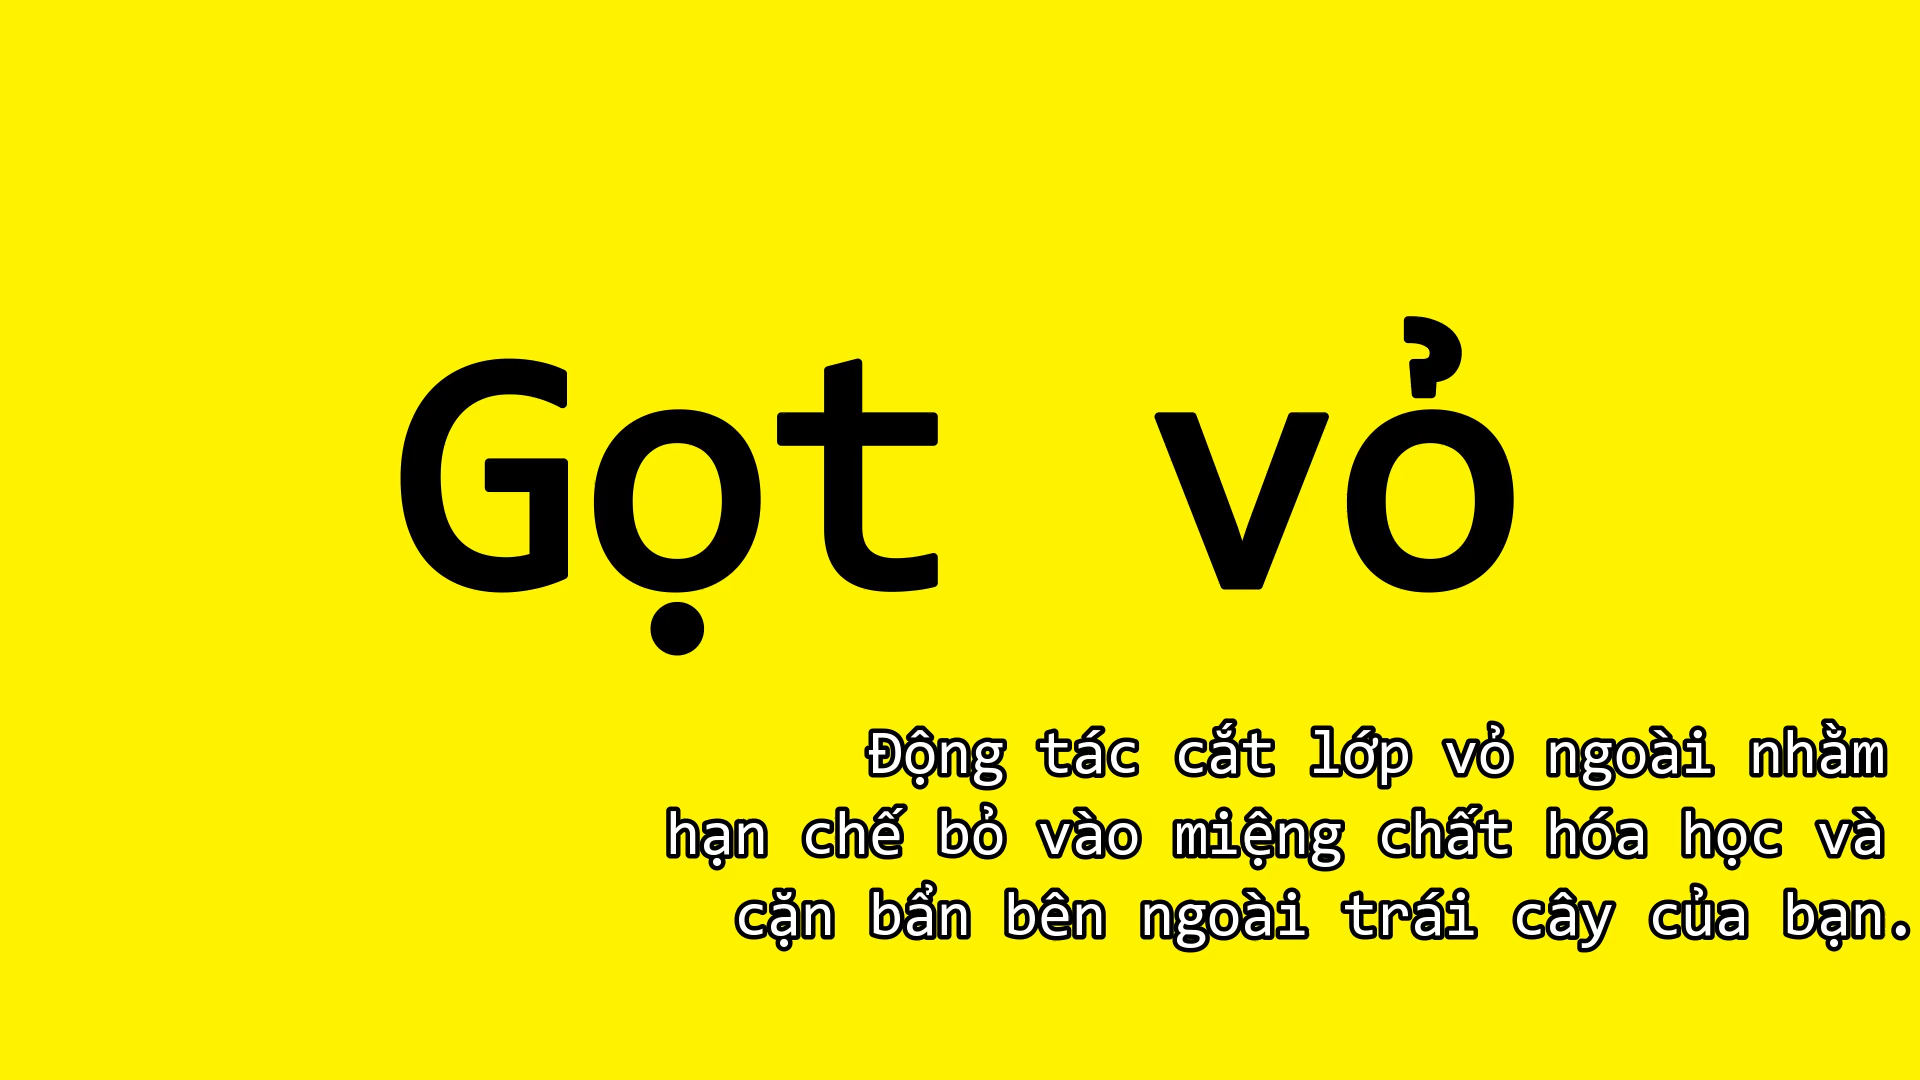 Gọt vỏ
Động tác cắt lớp vỏ ngoài nhằm
hạn chế bỏ vào miệng chất hóa học và
cặn bẩn bên ngoài trái cây của bạn.